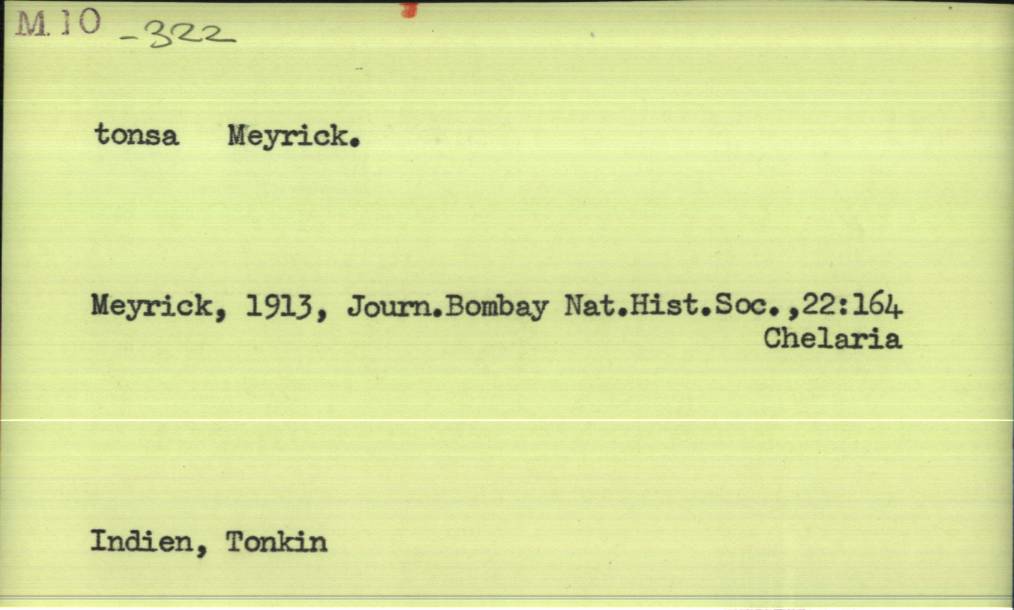 M.10 -322
tonsa Meyrick.
Meyrick, 1913, Journ.Bombay Nat.Hist.Soc.,22:164
Chelaria
Indien, Tonkin